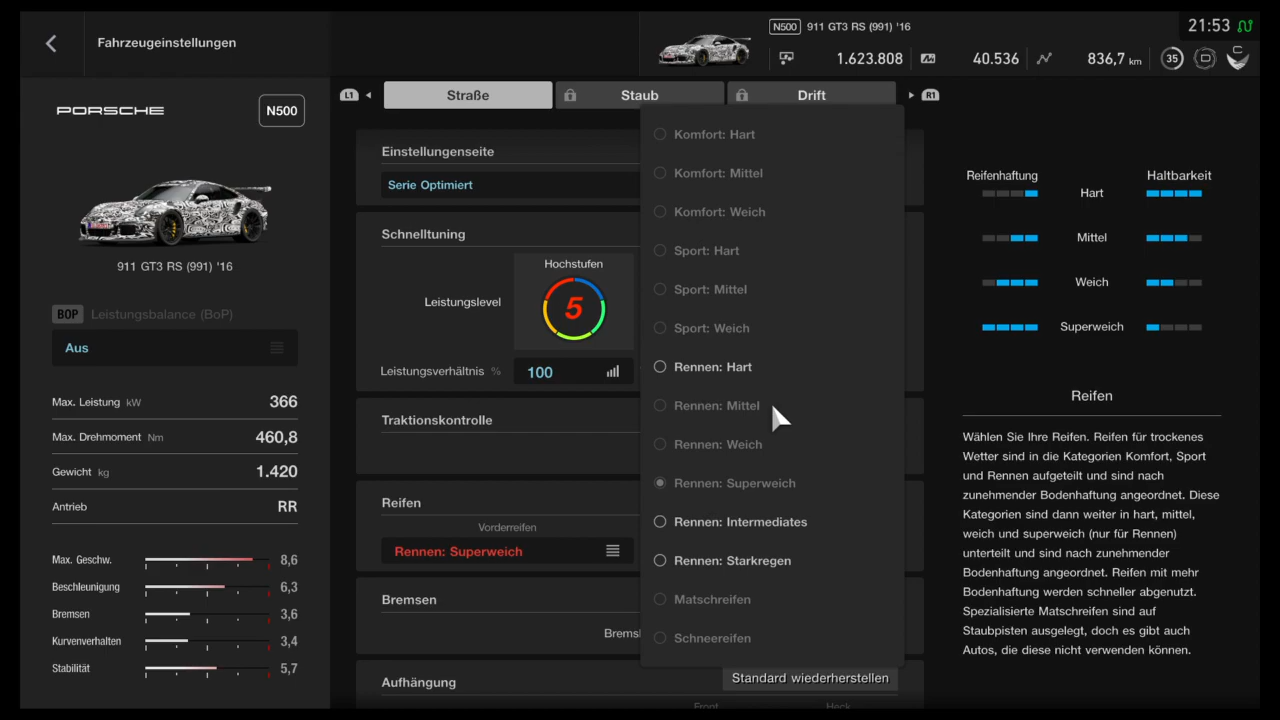 Fahrzeugeinstellungen
N500 911 GT3 RS (991) '16
21:53
1.623.808 40.536 836,7 km 35 D C
PORSCHE
N500
911 GT3 RS (991) '16
BOP Leistungsbalance (BoP)
Aus
Max. Leistung kW 366
Max. Drehmoment Nm 460,8
Gewicht kg 1.420
Antrieb RR
Max. Geschw. 8,6
Beschleunigung 6,3
Bremsen 3,6
Kurvenverhalten 3,4
Stabilität 5,7
L1 Straße Staub Drift R1
Einstellungenseite
Serie Optimiert
Schnelltuning
Hochstufen
Leistungslevel 5
Leistungsverhältnis % 100
Traktionskontrolle
Reifen
Vorderreifen
Rennen: Superweich
Bremsen
Brems
Aufhängung
Front Heck
Komfort: Hart
Komfort: Mittel
Komfort: Weich
Sport: Hart
Sport: Mittel
Sport: Weich
Rennen: Hart
Rennen: Mittel
Rennen: Weich
Rennen: Superweich
Rennen: Intermediates
Rennen: Starkregen
Matschreifen
Schneereifen
Standard wiederherstellen
Reifenhaftung Haltbarkeit
Hart
Mittel
Weich
Superweich
Reifen
Wählen Sie Ihre Reifen. Reifen für trockenes
Wetter sind in die Kategorien Komfort, Sport
und Rennen aufgeteilt und sind nach
zunehmender Bodenhaftung angeordnet. Diese
Kategorien sind dann weiter in hart, mittel,
weich und superweich (nur für Rennen)
unterteilt und sind nach zunehmender
Bodenhaftung angeordnet. Reifen mit mehr
Bodenhaftung werden schneller abgenutzt.
Spezialisierte Matschreifen sind auf
Staubpisten ausgelegt, doch es gibt auch
Autos, die diese nicht verwenden können.